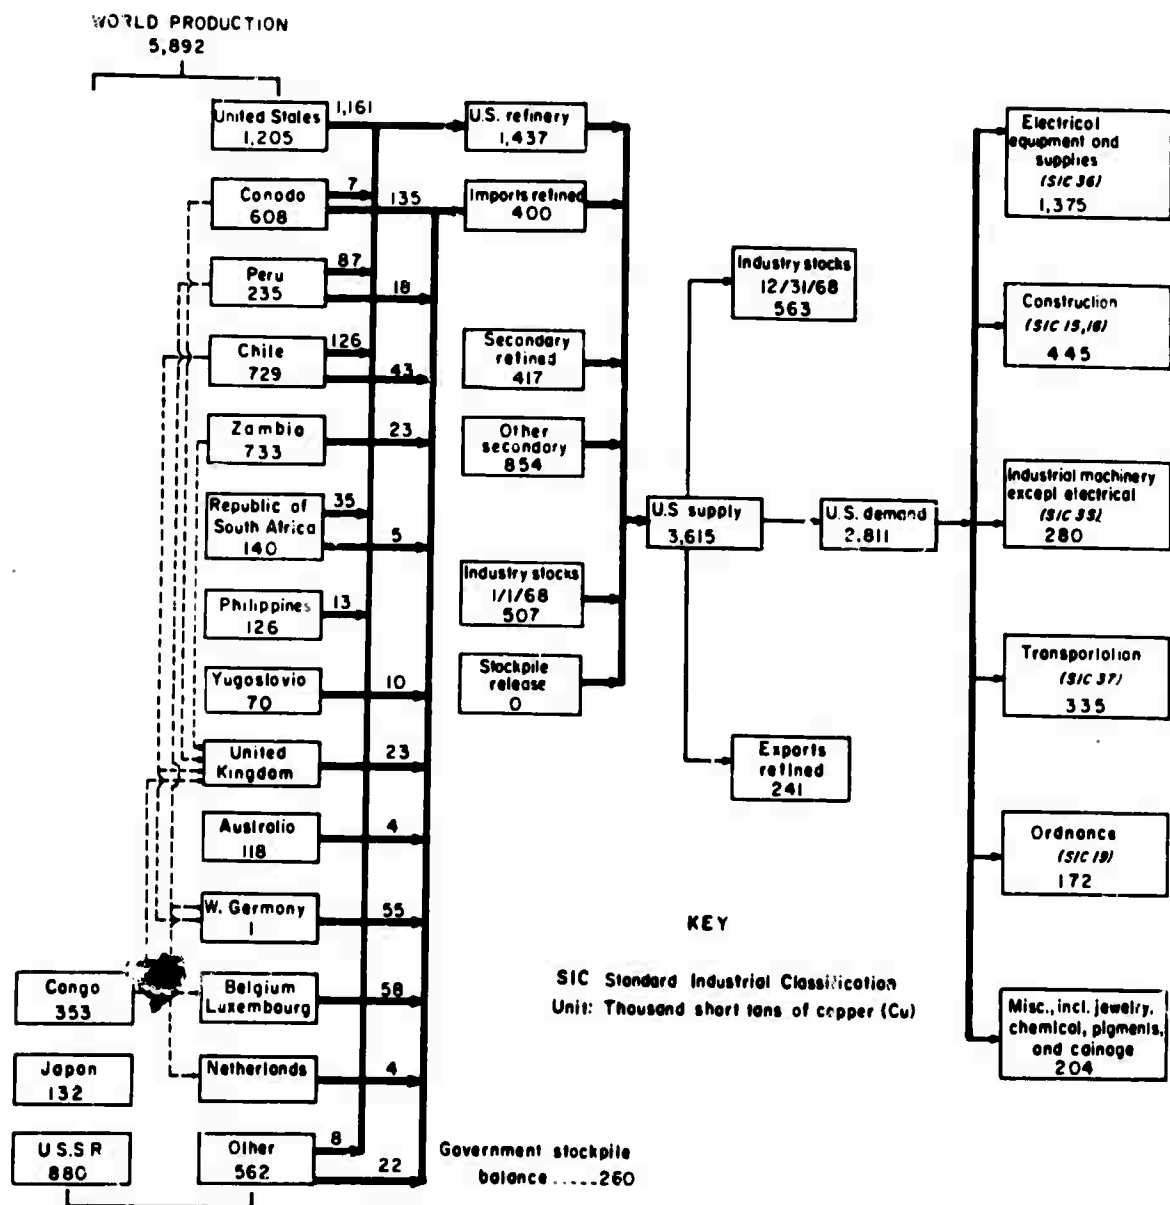 WORLD PRODUCTION
5,892
United States
1,205
1,161
Canada
608
7
135
Peru
235
87
18
Chile
729
126
43
Zambia
733
23
Republic of
South Africa
140
35
5
Philippines
126
13
Yugoslavia
70
10
United
Kingdom
23
Australia
118
4
W. Germany
1
55
Congo
353
Belgium
Luxembourg
58
Japan
132
Netherlands
4
U.S.S R
880
Other
562
8
22
U.S. refinery
1,437
Imports refined
400
Secondary
refined
417
Other
secondary
854
Industry stocks
1/1/68
507
Stockpile
release
0
Government stockpile
balance.....260
Industry stocks
12/31/68
563
U.S. supply
3,615
U.S. demand
2,811
Exports
refined
241
KEY
SIC Standard Industrial Classification
Unit: Thousand short tons of copper (Cu)
Electrical
equipment and
supplies
(SIC 36)
1,375
Construction
(SIC 15,16)
445
Industrial machinery
except electrical
(SIC 35)
280
Transportation
(SIC 37)
335
Ordnance
(SIC 19)
172
Misc., incl. jewelry,
chemical, pigments,
and coinage
204